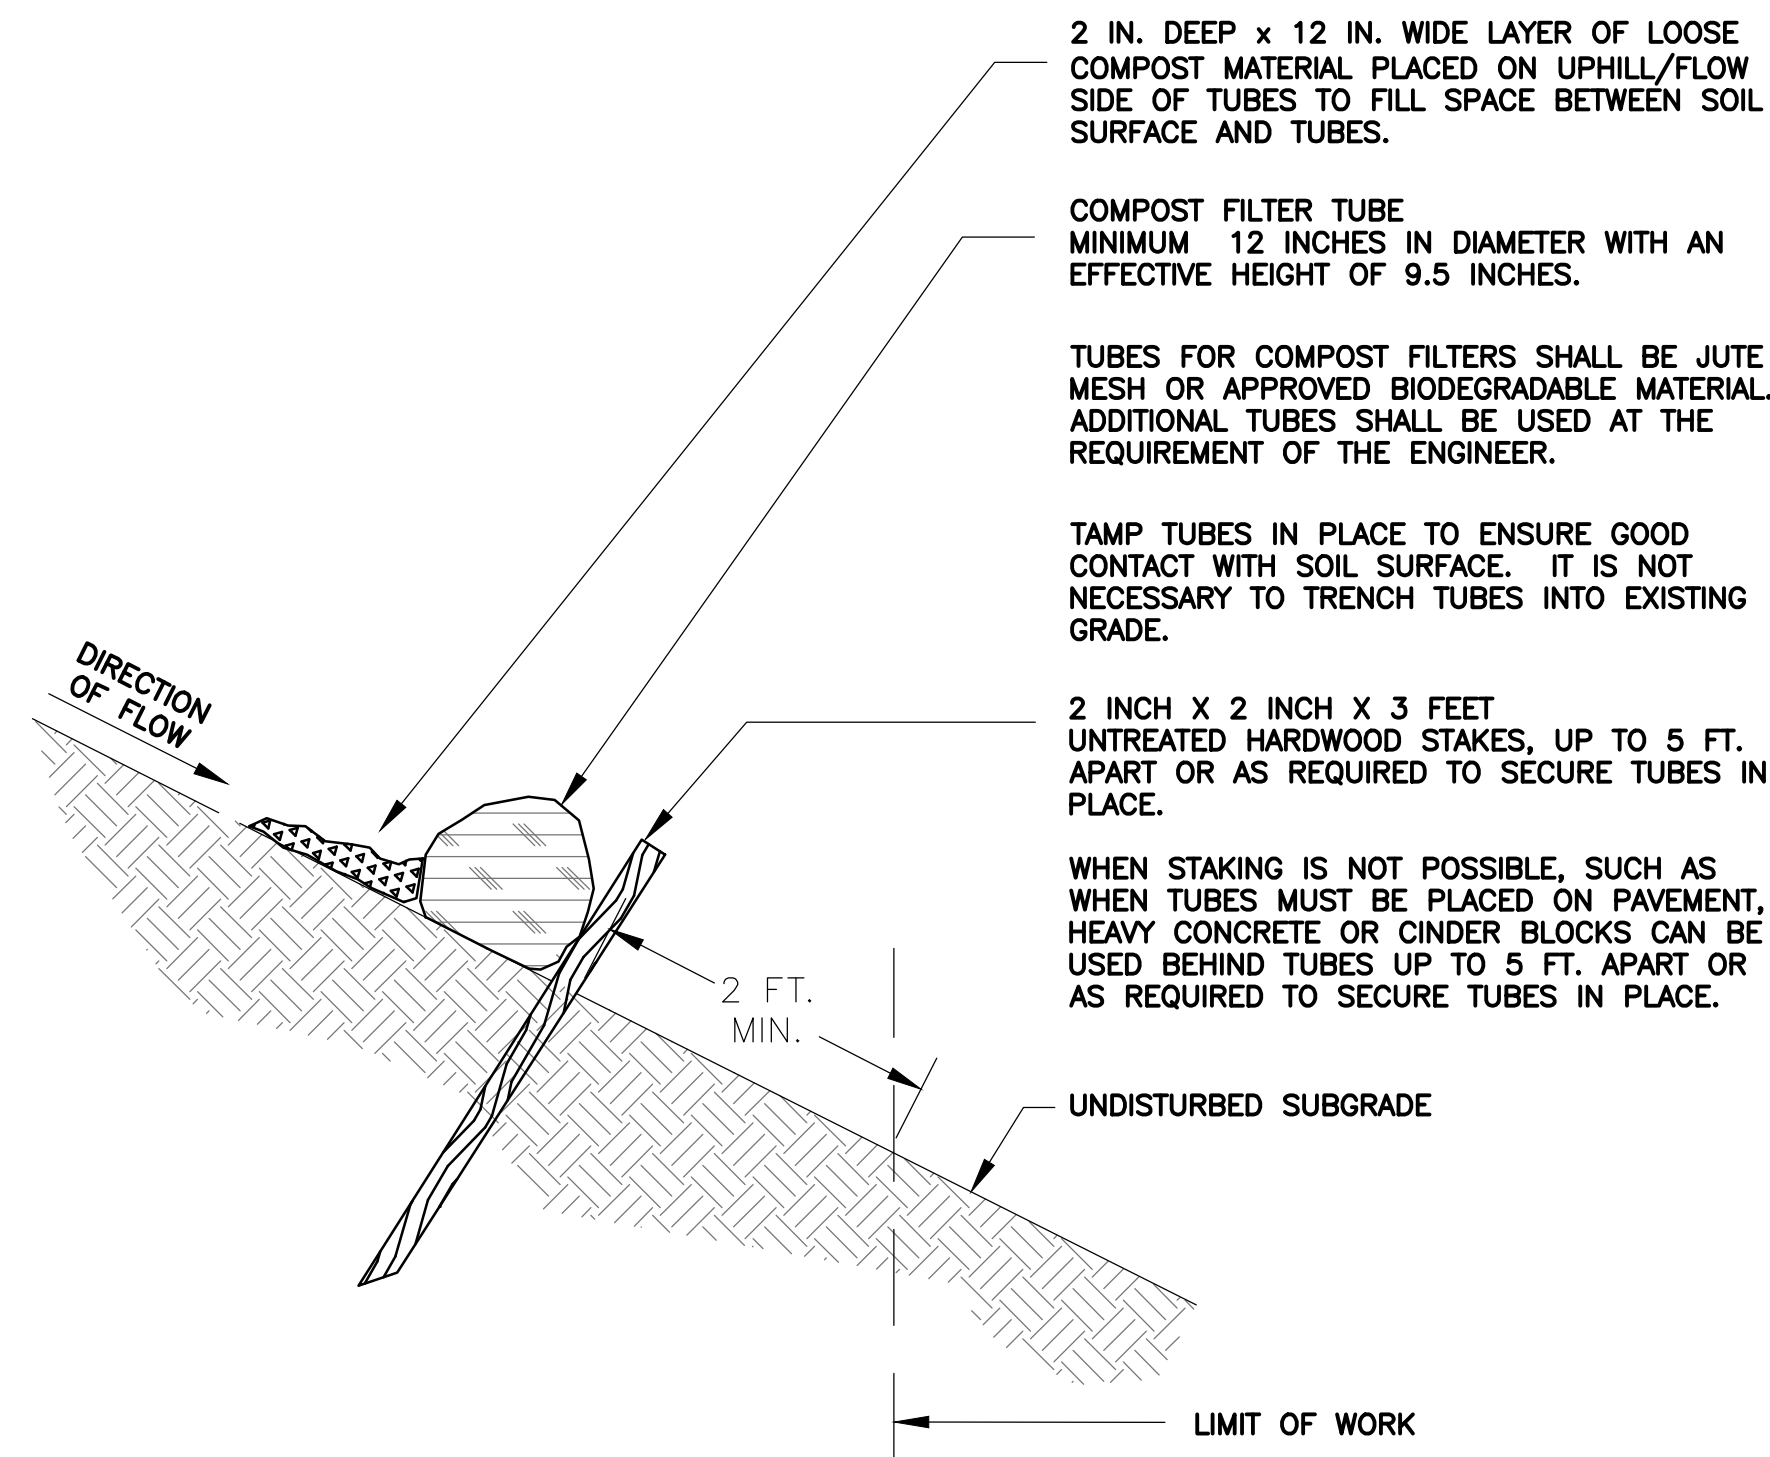 2 IN. DEEP x 12 IN. WIDE LAYER OF LOOSE
COMPOST MATERIAL PLACED ON UPHILL/FLOW
SIDE OF TUBES TO FILL SPACE BETWEEN SOIL
SURFACE AND TUBES.
COMPOST FILTER TUBE
MINIMUM 12 INCHES IN DIAMETER WITH AN
EFFECTIVE HEIGHT OF 9.5 INCHES.
TUBES FOR COMPOST FILTERS SHALL BE JUTE
MESH OR APPROVED BIODEGRADABLE MATERIAL.
ADDITIONAL TUBES SHALL BE USED AT THE
REQUIREMENT OF THE ENGINEER.
TAMP TUBES IN PLACE TO ENSURE GOOD
CONTACT WITH SOIL SURFACE. IT IS NOT
NECESSARY TO TRENCH TUBES INTO EXISTING
GRADE.
DIRECTION
OF FLOW
2 INCH X 2 INCH X 3 FEET
UNTREATED HARDWOOD STAKES, UP TO 5 FT.
APART OR AS REQUIRED TO SECURE TUBES IN
PLACE.
WHEN STAKING IS NOT POSSIBLE, SUCH AS
WHEN TUBES MUST BE PLACED ON PAVEMENT,
HEAVY CONCRETE OR CINDER BLOCKS CAN BE
USED BEHIND TUBES UP TO 5 FT. APART OR
AS REQUIRED TO SECURE TUBES IN PLACE.
2 FT.
MIN.
UNDISTURBED SUBGRADE
LIMIT OF WORK